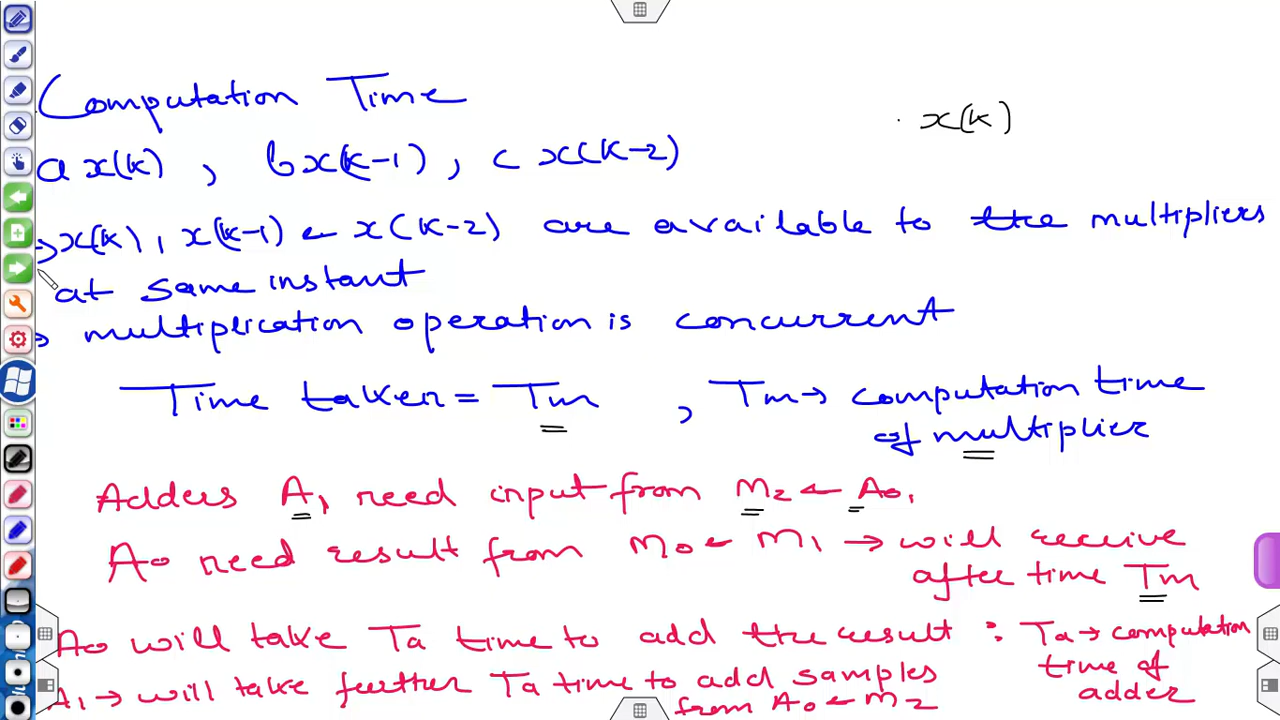 Computation Time
x(k)
a x(k) , b x(k-1) , c x(k-2)
→ x(k), x(k-1) & x(k-2) are available to the multipliers
at same instant
→ multiplication operation is concurrent
Time taken = Tm , Tm → computation time
of multiplier
Adders A1 need input from M2 & A0,
A0 need result from M0 & M1 → will receive
after time Tm
A0 will take Ta time to add the result : Ta → computation
time of
adder
A1 → will take further Ta time to add samples
from A0 & M2